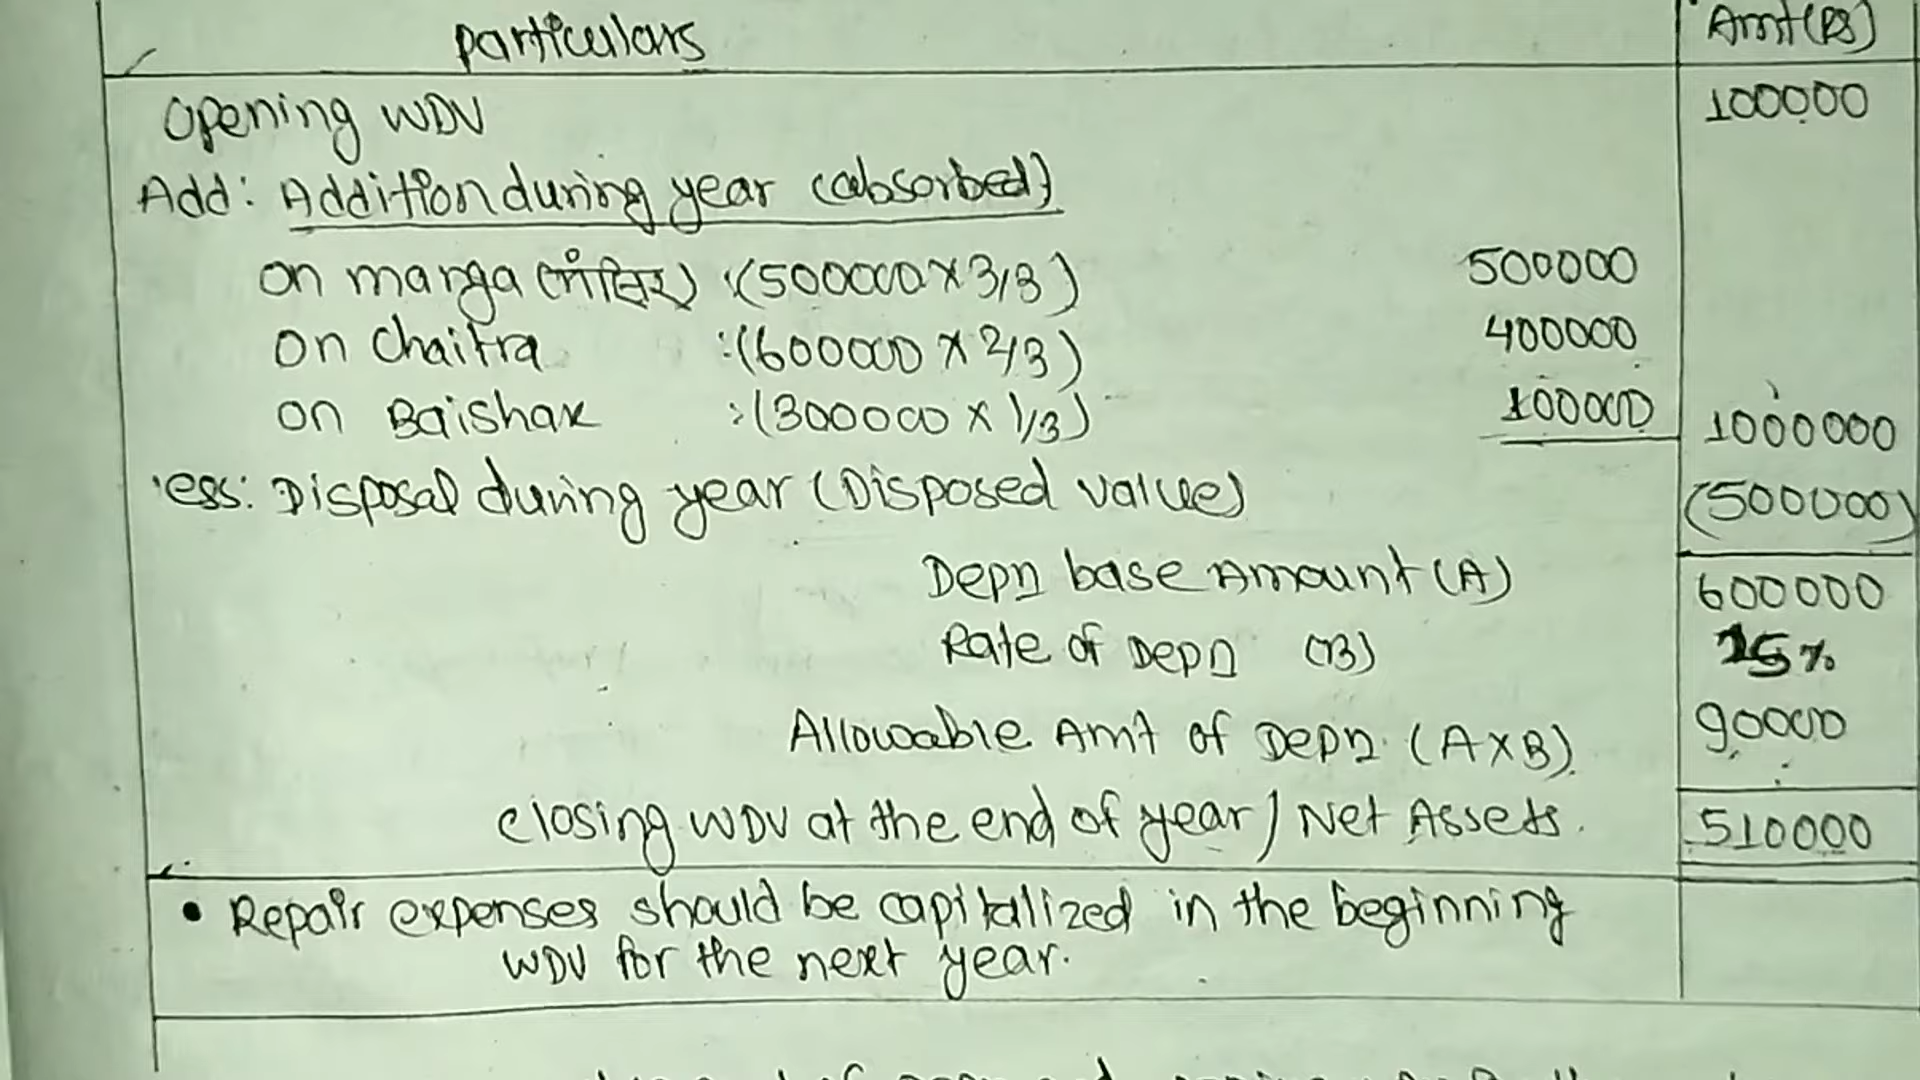 particulars Amt(Rs)
Opening WDV 100000
Add: Addition during year (absorbed)
on marga (मंसिर) :(500000 x 3/3) 500000
on Chaitra :(600000 x 2/3) 400000
on Baishak :(300000 x 1/3) 100000 1000000
ess: Disposal during year (Disposed value) (500000)
Depn base Amount (A) 600000
Rate of Depn (B) 15%
Allowable Amt of Depn. (AxB). 90000
closing WDV at the end of year / Net Assets. 510000
• Repair expenses should be capitalized in the beginning
WDV for the next year.